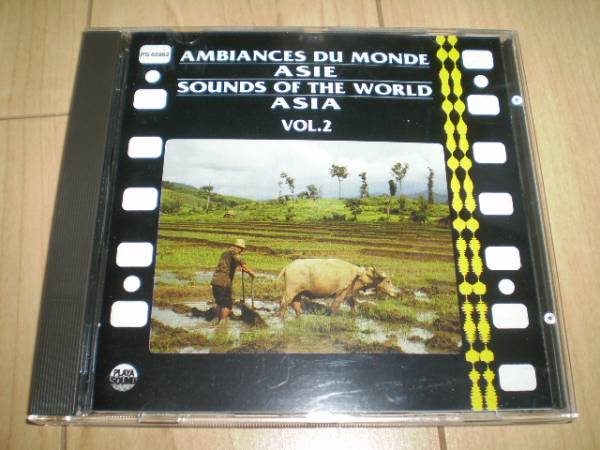 AMBIANCES DU MONDE
ASIE
SOUNDS OF THE WORLD
ASIA
VOL.2
PLAYA
SOUND